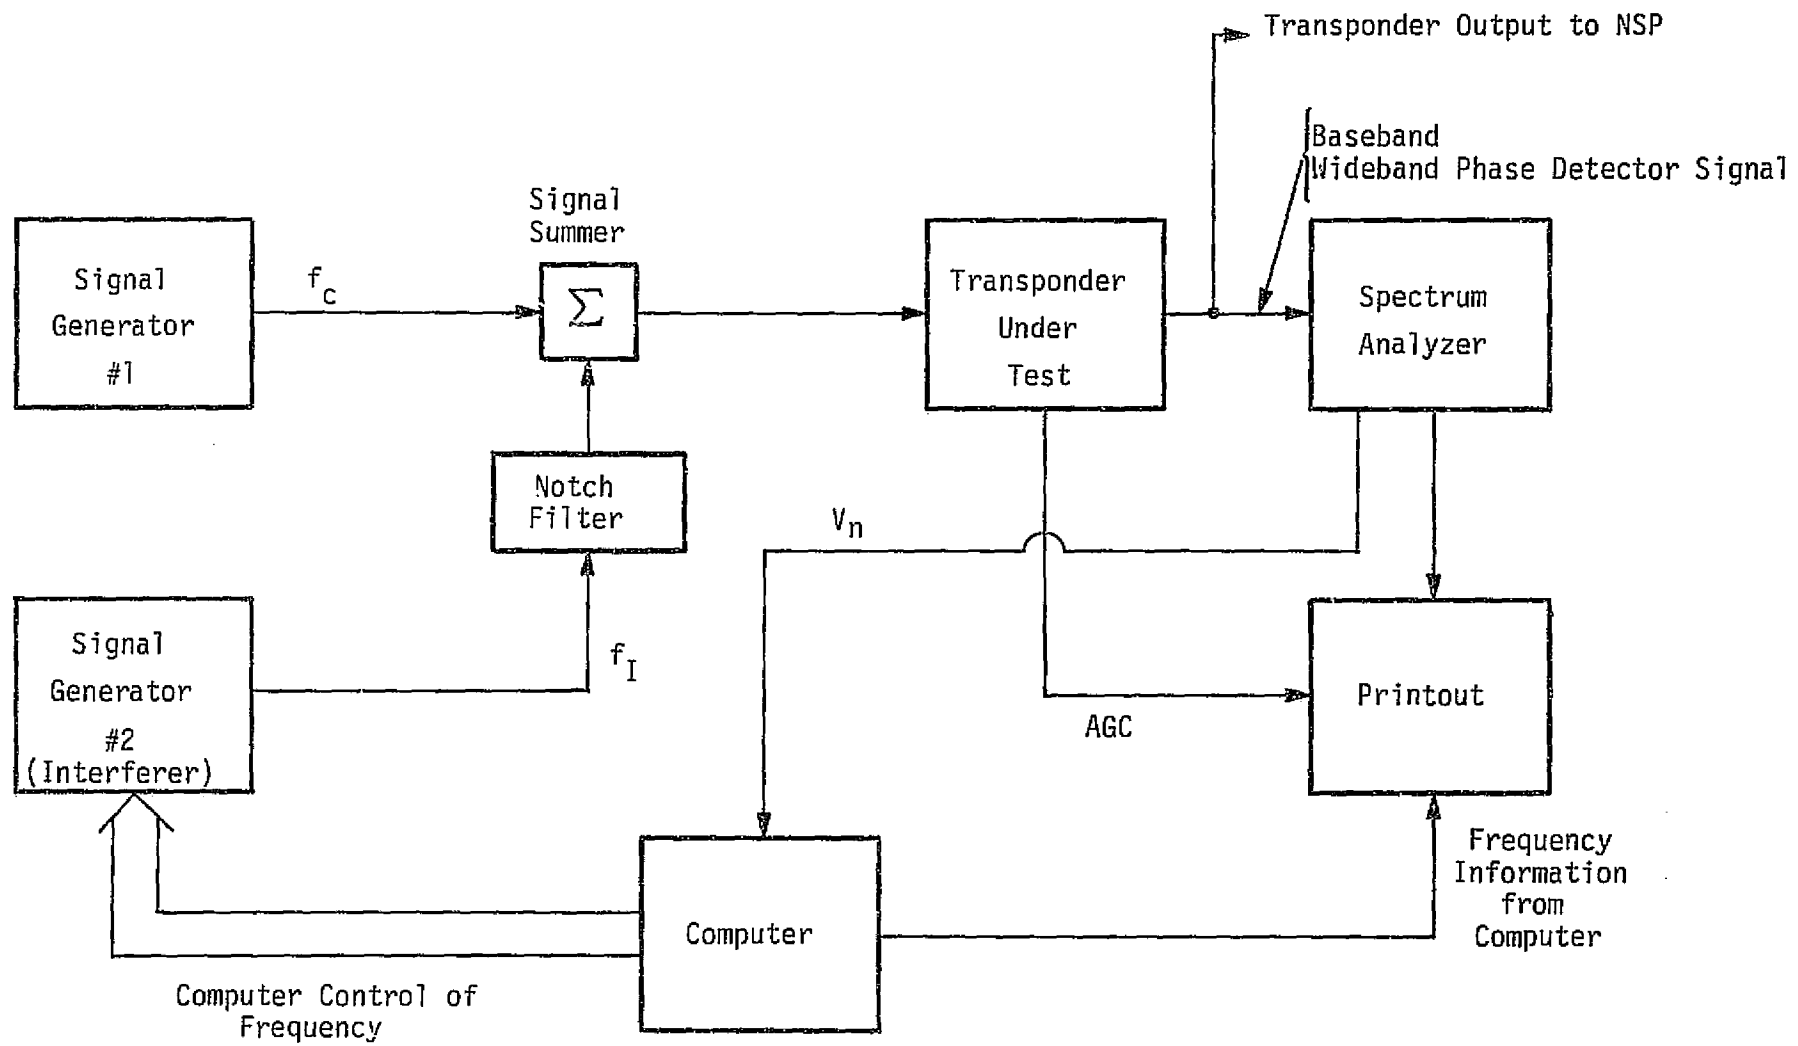 Transponder Output to NSP
Baseband
Wideband Phase Detector Signal
Signal
Summer
Signal
Generator
#1
f_c
Σ
Transponder
Under
Test
Spectrum
Analyzer
Notch
Filter
V_n
Signal
Generator
#2
(Interferer)
f_I
AGC
Printout
Computer
Frequency
Information
from
Computer
Computer Control of
Frequency